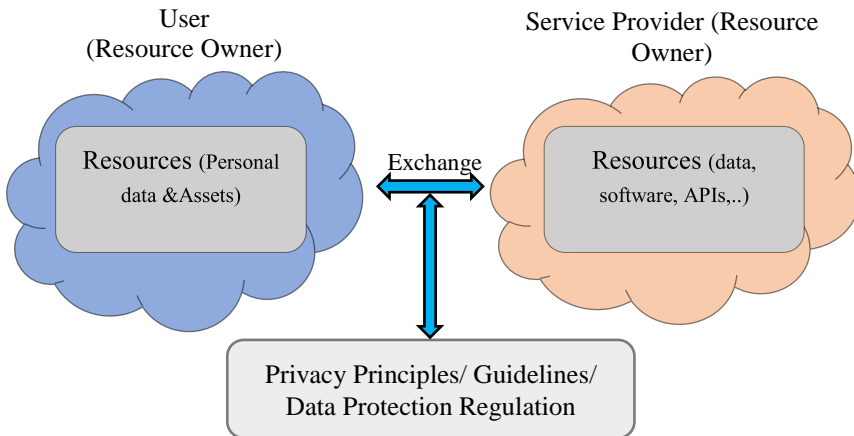 User
(Resource Owner)
Service Provider (Resource
Owner)
Resources (Personal
data &Assets)
Exchange
Resources (data,
software, APIs,..)
Privacy Principles/ Guidelines/
Data Protection Regulation